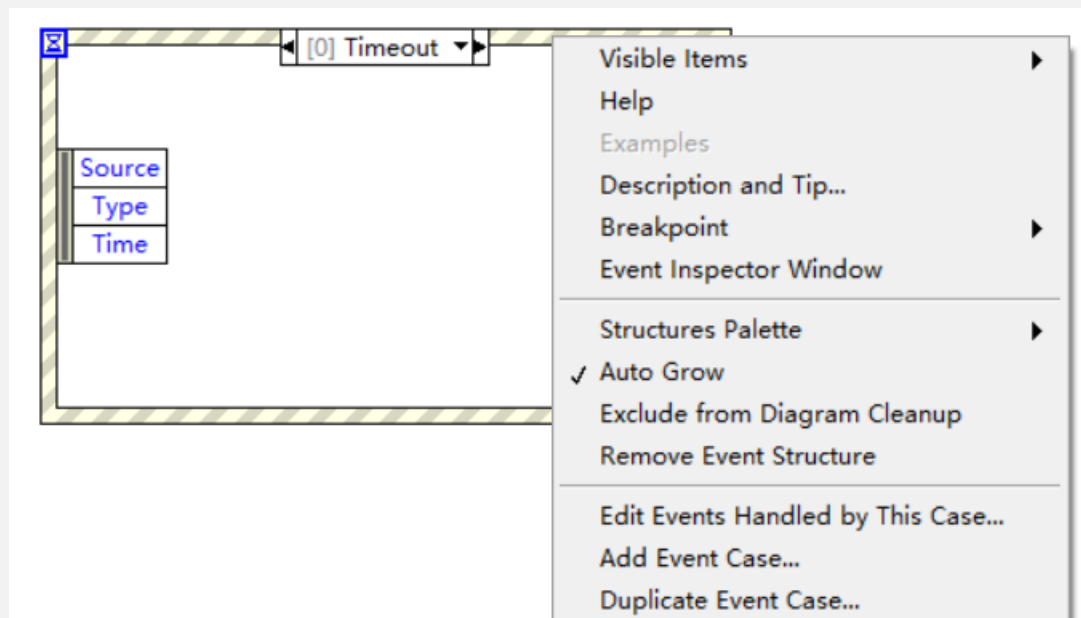 [0] Timeout
Source
Type
Time
Visible Items
Help
Examples
Description and Tip...
Breakpoint
Event Inspector Window
Structures Palette
Auto Grow
Exclude from Diagram Cleanup
Remove Event Structure
Edit Events Handled by This Case...
Add Event Case...
Duplicate Event Case...